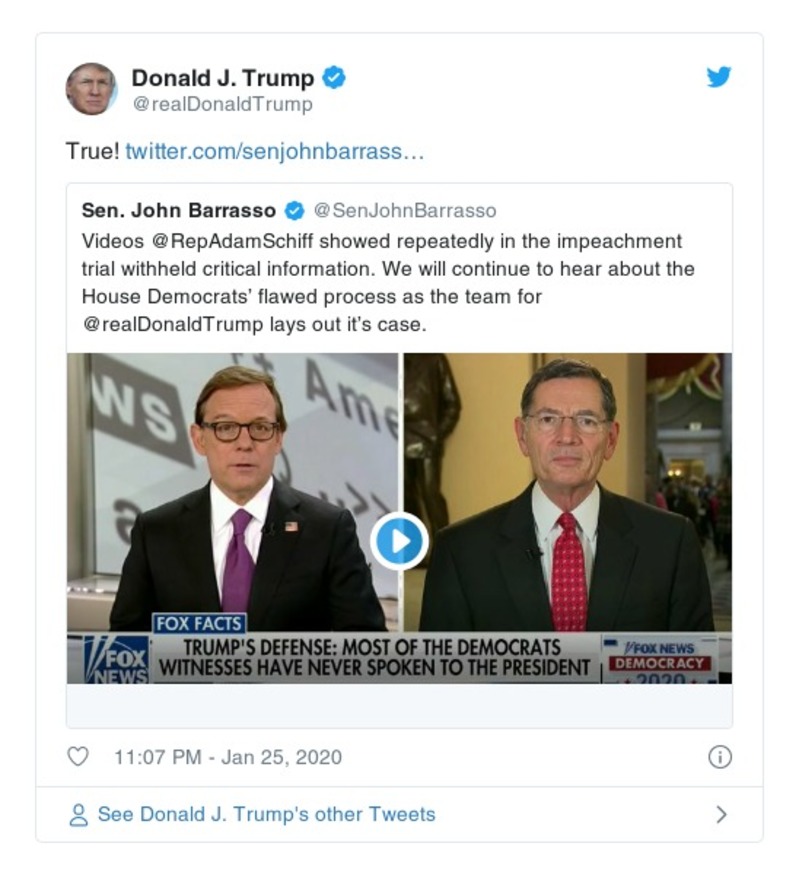 Donald J. Trump
@realDonaldTrump
True! twitter.com/senjohnbarrass…
Sen. John Barrasso @SenJohnBarrasso
Videos @RepAdamSchiff showed repeatedly in the impeachment
trial withheld critical information. We will continue to hear about the
House Democrats’ flawed process as the team for
@realDonaldTrump lays out it’s case.
WS
Ame
FOX FACTS
FOX
NEWS
TRUMP'S DEFENSE: MOST OF THE DEMOCRATS
WITNESSES HAVE NEVER SPOKEN TO THE PRESIDENT
FOX NEWS
DEMOCRACY
2020
11:07 PM - Jan 25, 2020
See Donald J. Trump's other Tweets